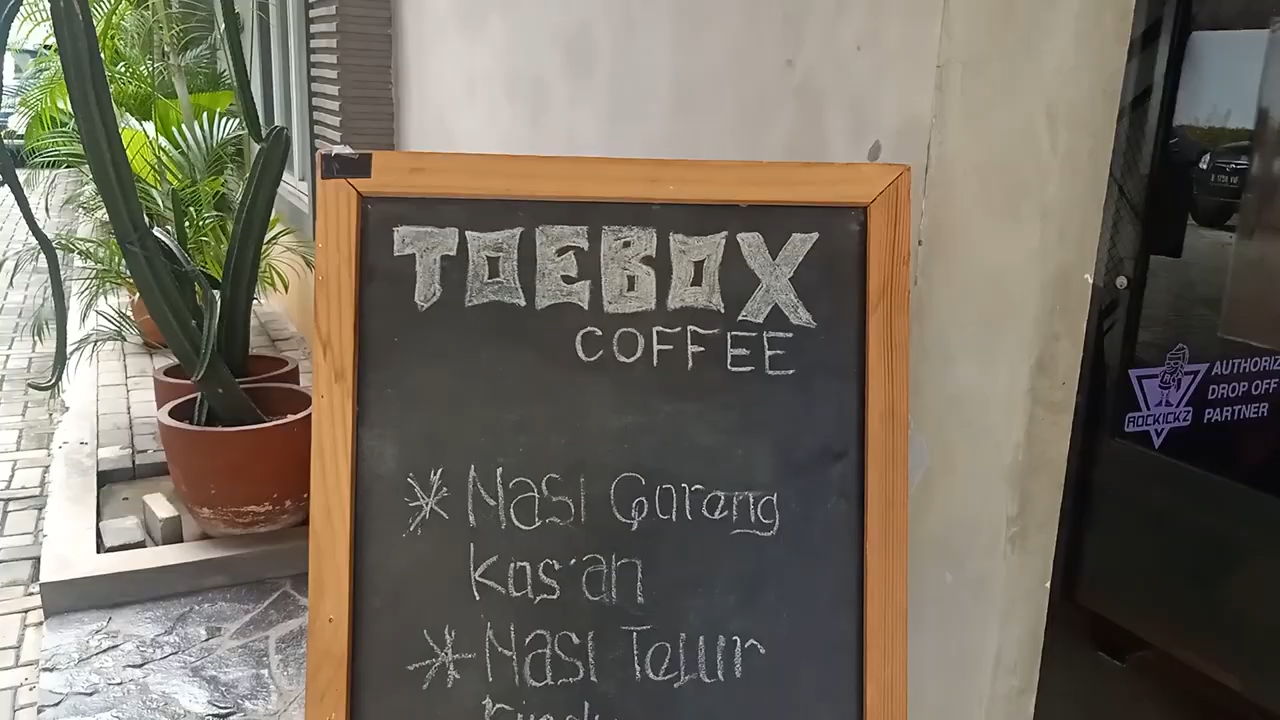 TOEBOX
COFFEE
* Nasi Goreng
Kas'an
* Nasi Telur
AUTHORIZ
DROP OFF
PARTNER
ROCKICKZ